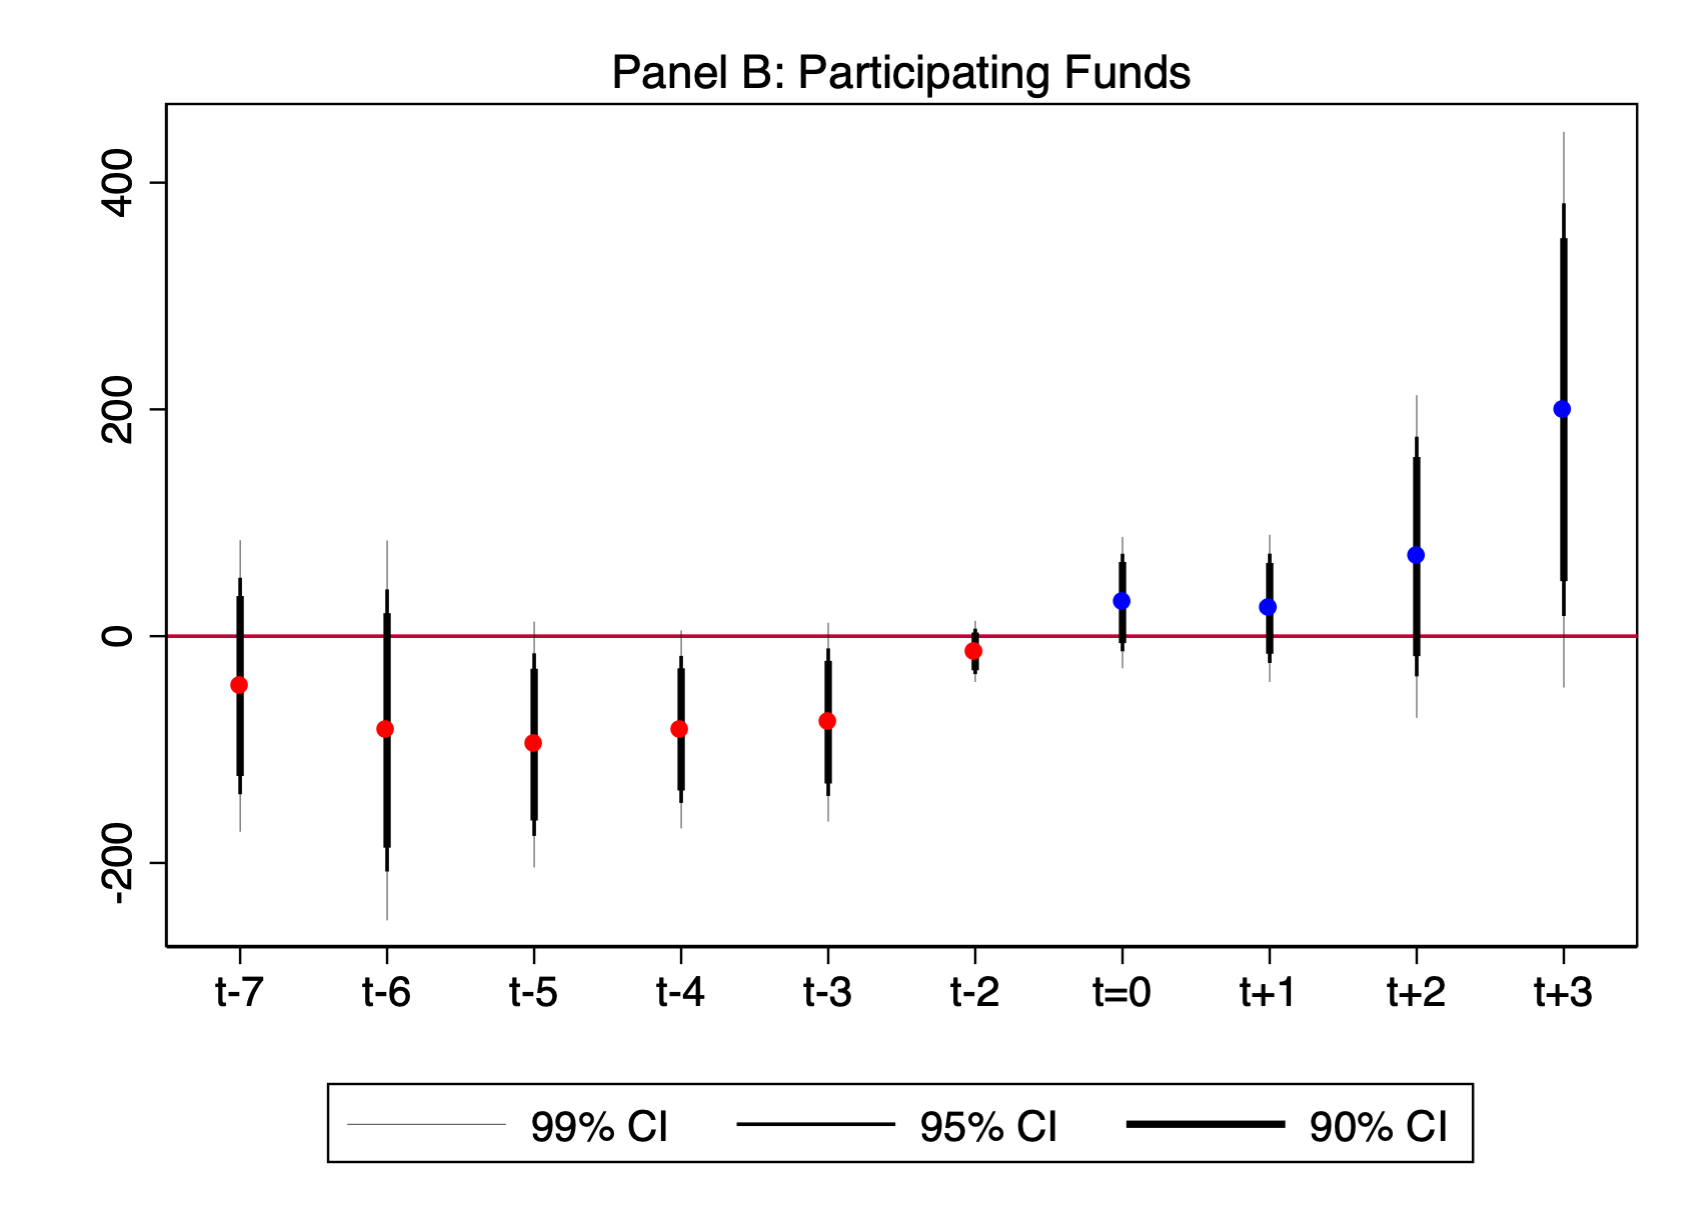 Panel B: Participating Funds
400
200
0
-200
t-7 t-6 t-5 t-4 t-3 t-2 t=0 t+1 t+2 t+3
99% CI 95% CI 90% CI